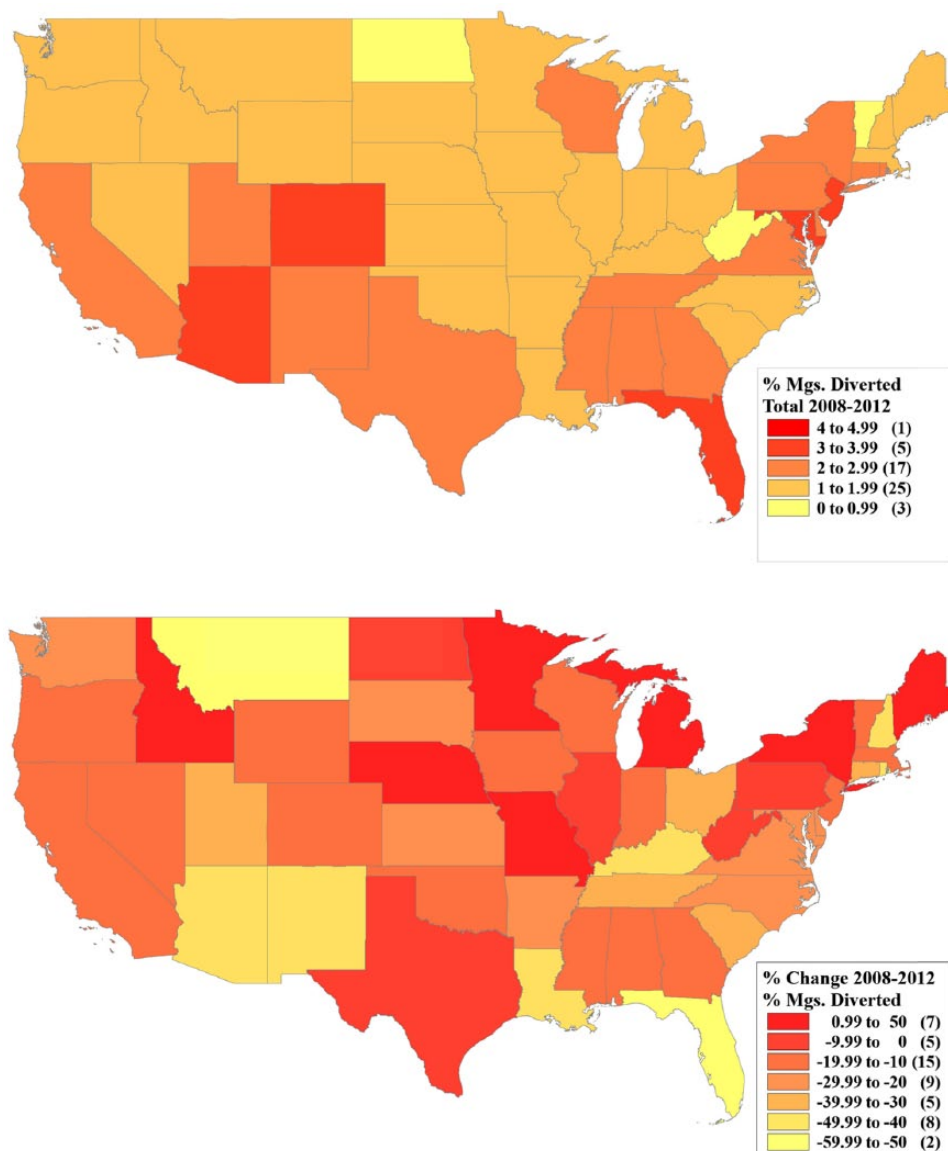 % Mgs. Diverted
Total 2008-2012
4 to 4.99 (1)
3 to 3.99 (5)
2 to 2.99 (17)
1 to 1.99 (25)
0 to 0.99 (3)
% Change 2008-2012
% Mgs. Diverted
0.99 to 50 (7)
-9.99 to 0 (5)
-19.99 to -10 (15)
-29.99 to -20 (9)
-39.99 to -30 (5)
-49.99 to -40 (8)
-59.99 to -50 (2)